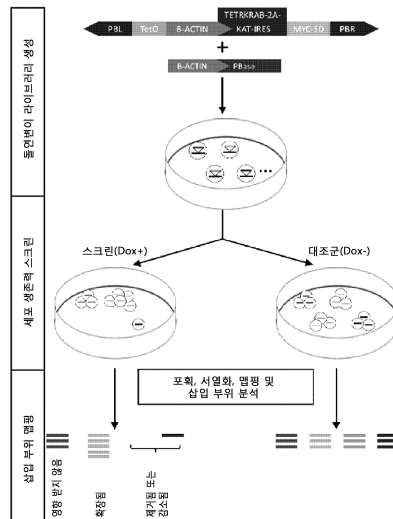 TETRKRAB-2A-
PBL TetO B-ACTIN KAT-IRES MYC-SD PBR
+
B-ACTIN PBase
돌연변이 라이브러리 생성
...
세포 생존력 스크린
스크린(Dox+)
대조군(Dox-)
삽입 부위 맵핑
포획, 서열화, 맵핑 및
삽입 부위 분석
영향 받지 않음
확장됨
제거됨 또는
감소됨